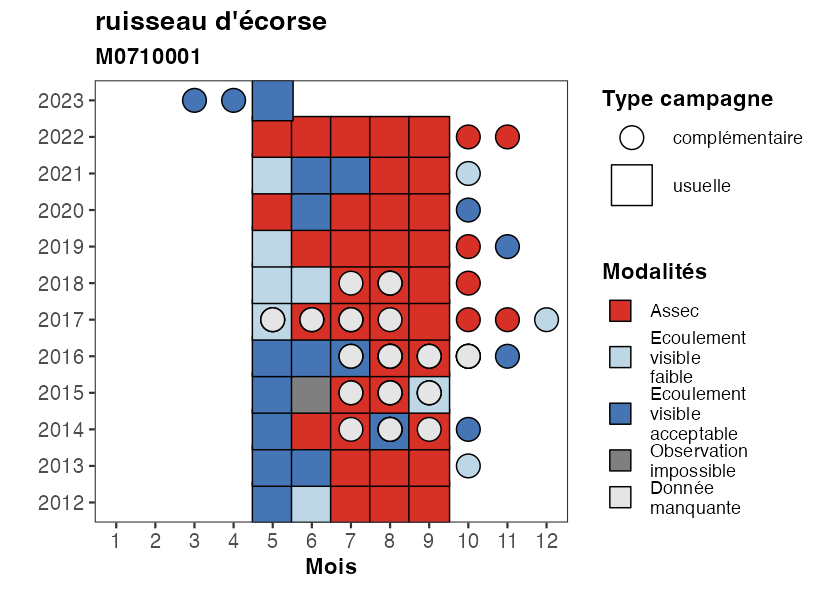 ruisseau d'écorse
M0710001
2023
2022
2021
2020
2019
2018
2017
2016
2015
2014
2013
2012
1 2 3 4 5 6 7 8 9 10 11 12
Mois
Type campagne
complémentaire
usuelle
Modalités
Assec
Ecoulement
visible
faible
Ecoulement
visible
acceptable
Observation
impossible
Donnée
manquante